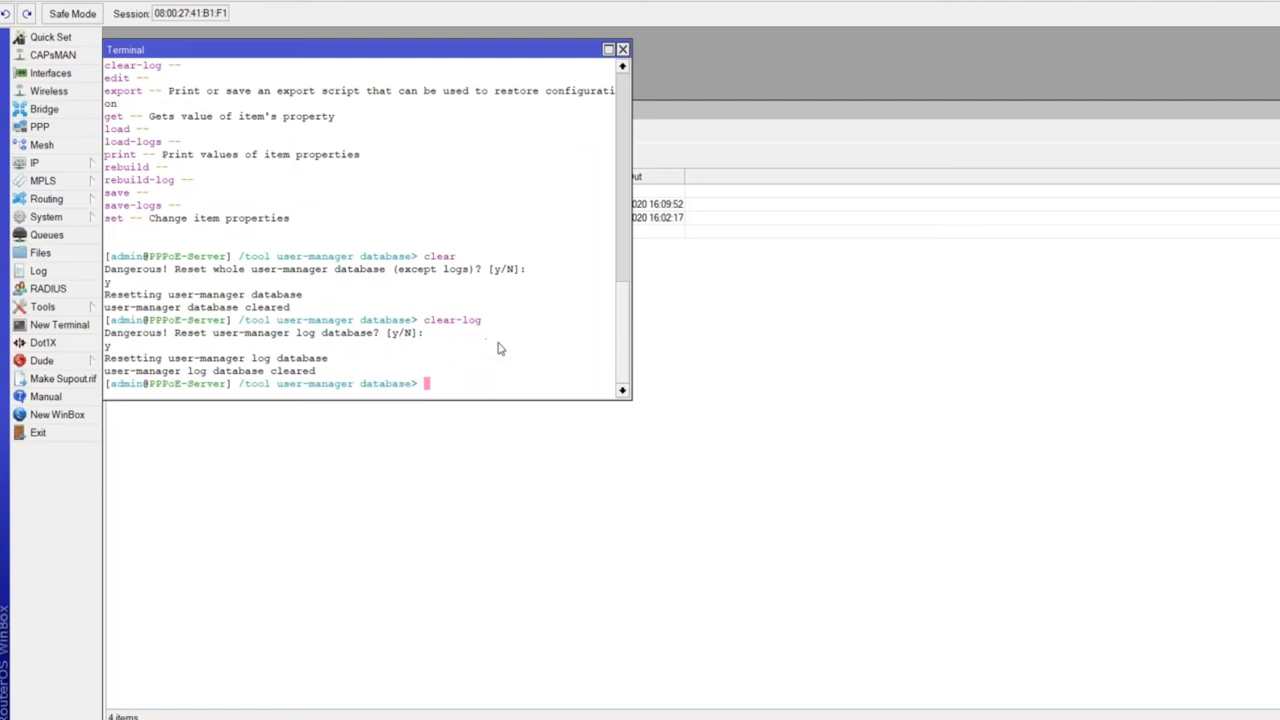 Safe Mode Session: 08:00:27:41:B1:F1
Quick Set
CAPsMAN
Interfaces
Wireless
Bridge
PPP
Mesh
IP
MPLS
Routing
System
Queues
Files
Log
RADIUS
Tools
New Terminal
Dot1X
Dude
Make Supout.rif
Manual
New WinBox
Exit
RouterOS WinBox
Terminal
clear-log --
edit --
export -- Print or save an export script that can be used to restore configurati
on
get -- Gets value of item's property
load --
load-logs --
print -- Print values of item properties
rebuild --
rebuild-log --
save --
save-logs --
set -- Change item properties
[admin@PPPoE-Server] /tool user-manager database> clear
Dangerous! Reset whole user-manager database (except logs)? [y/N]:
y
Resetting user-manager database
user-manager database cleared
[admin@PPPoE-Server] /tool user-manager database> clear-log
Dangerous! Reset user-manager log database? [y/N]:
y
Resetting user-manager log database
user-manager log database cleared
[admin@PPPoE-Server] /tool user-manager database>
020 16:09:52
020 16:02:17
4 items